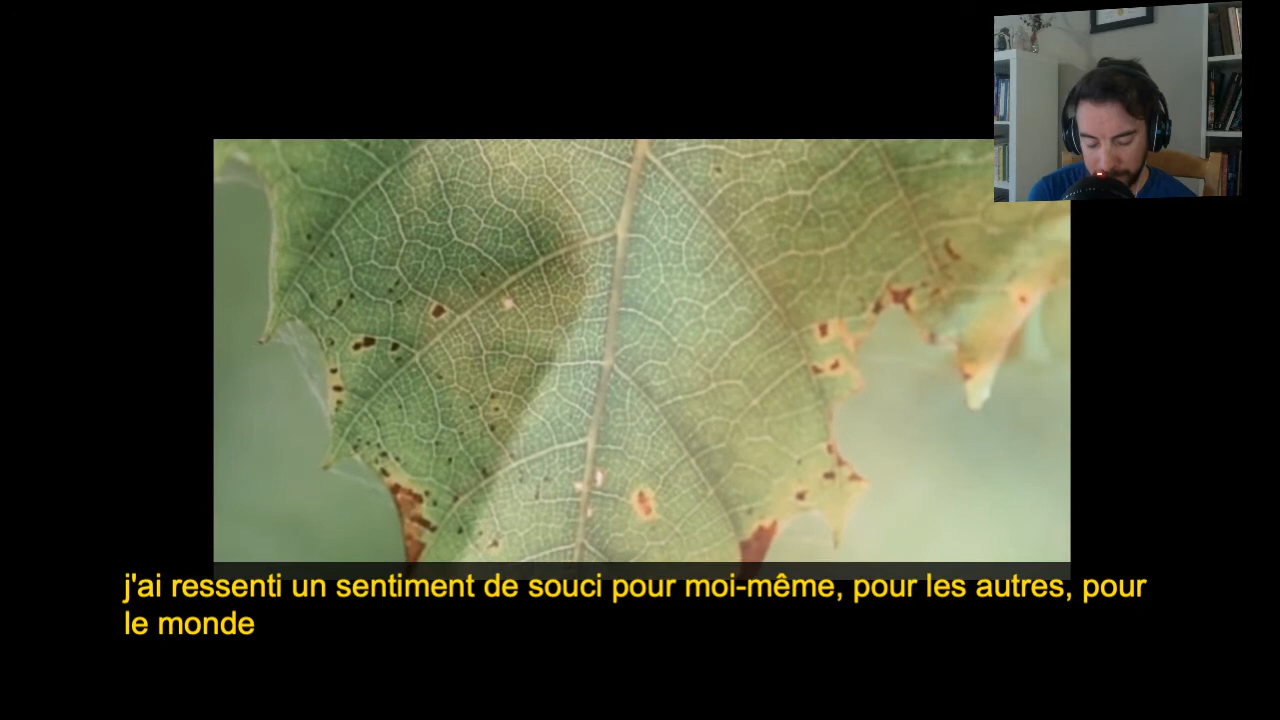 j'ai ressenti un sentiment de souci pour moi-même, pour les autres, pour
le monde